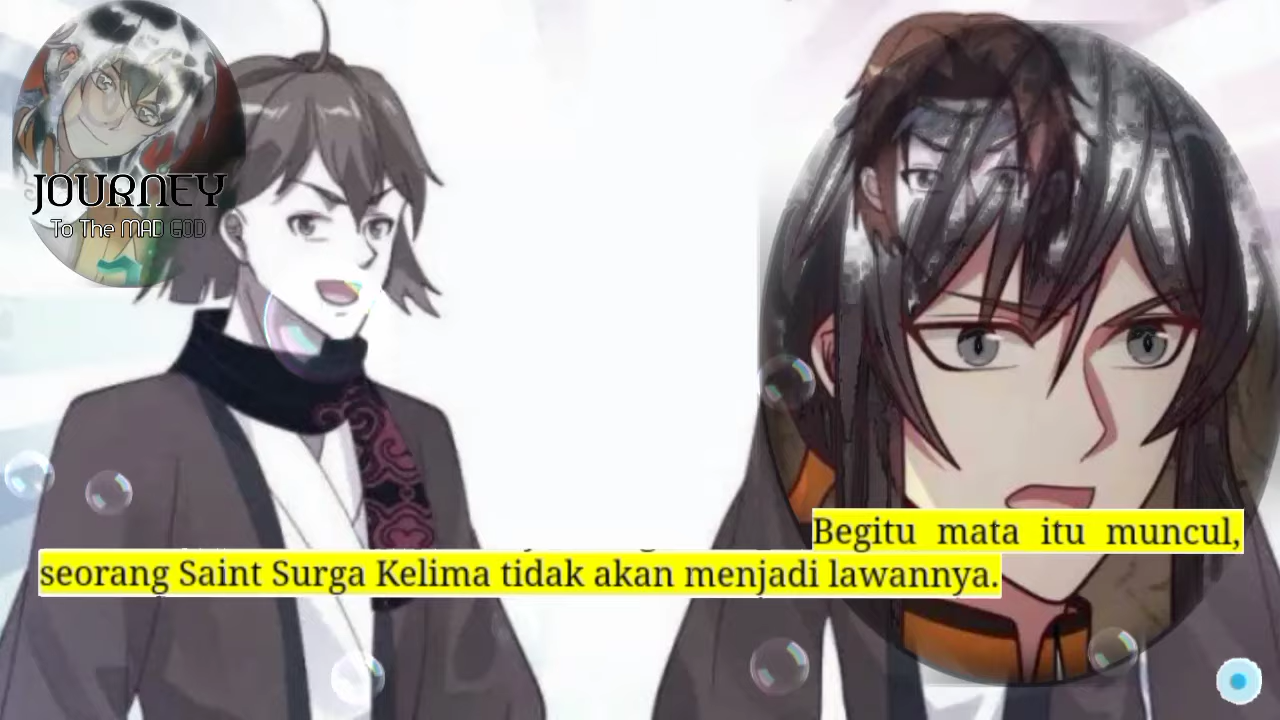 JOURNEY
To The MAD GOD
Begitu mata itu muncul,
seorang Saint Surga Kelima tidak akan menjadi lawannya.